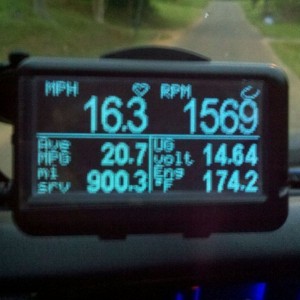 MPH RPM
16.3 1569
Ave MPG 20.7 UG volt 14.64
mi srv 900.3 Eng °F 174.2